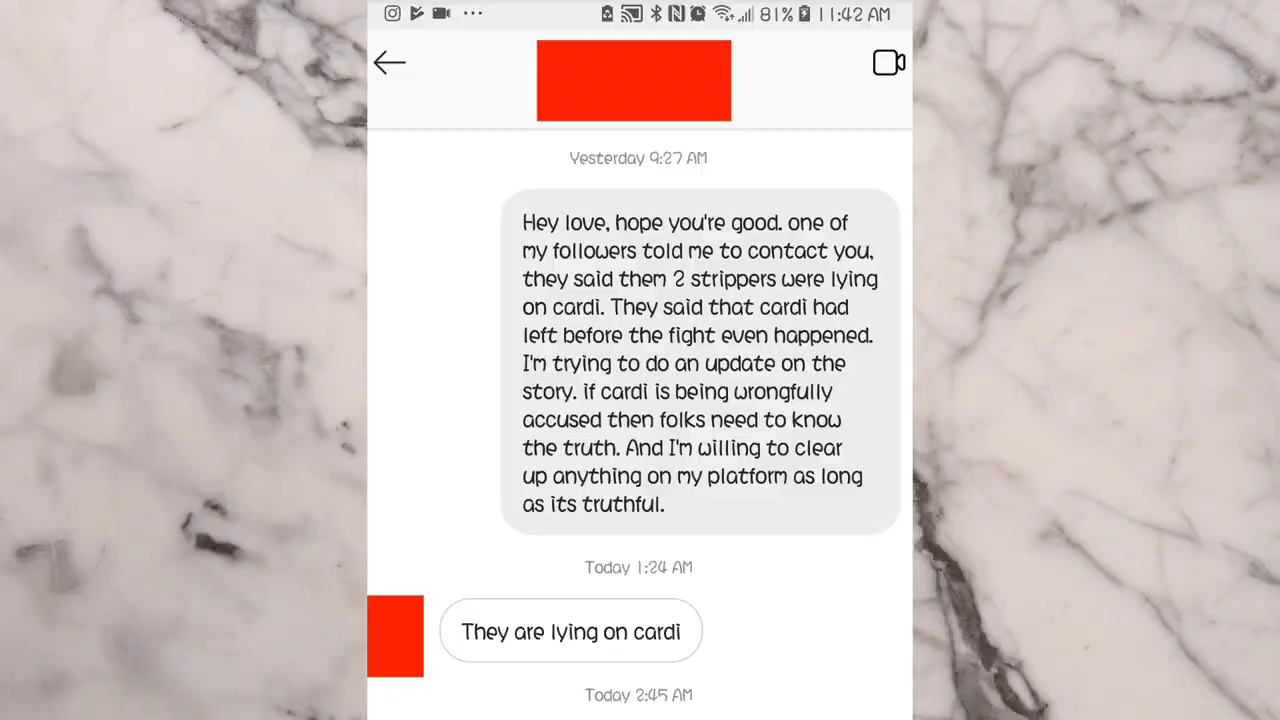 81% 11:42 AM
Yesterday 9:27 AM
Hey love, hope you're good. one of
my followers told me to contact you,
they said them 2 strippers were lying
on cardi. They said that cardi had
left before the fight even happened.
I'm trying to do an update on the
story. if cardi is being wrongfully
accused then folks need to know
the truth. And I'm willing to clear
up anything on my platform as long
as its truthful.
Today 1:24 AM
They are lying on cardi
Today 2:45 AM